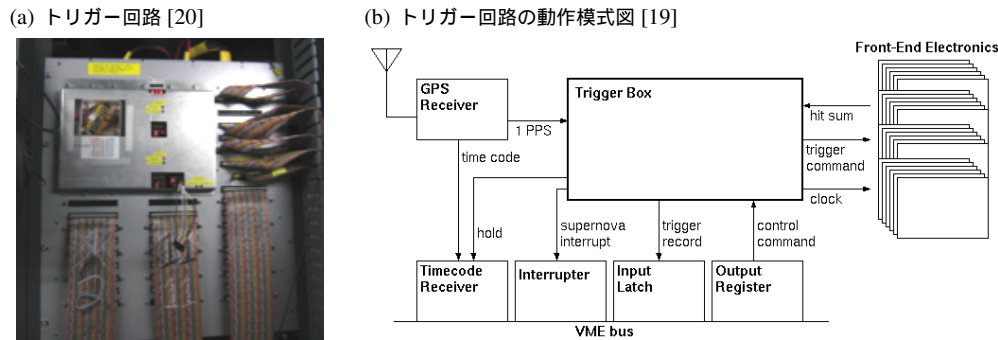 (a) トリガー回路 [20]
(b) トリガー回路の動作模式図 [19]
Front-End Electronics
GPS
Receiver
Trigger Box
1 PPS
hit sum
time code
trigger
command
clock
hold
supernova
interrupt
trigger
record
control
command
Timecode
Receiver
Interrupter
Input
Latch
Output
Register
VME bus